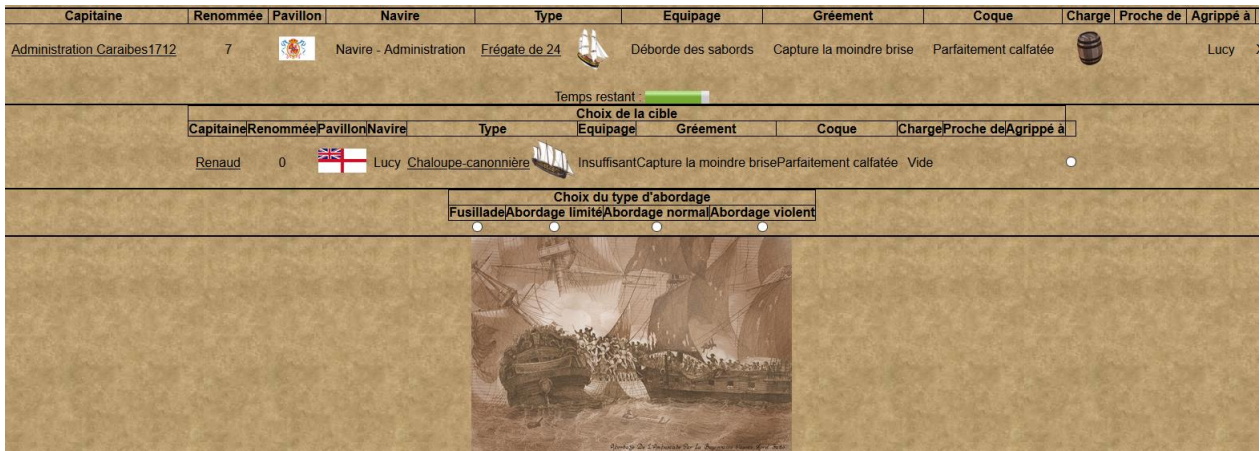 Capitaine Renommée Pavillon Navire Type Equipage Gréement Coque Charge Proche de Agrippé à
Administration Caraibes1712 7 Navire - Administration Frégate de 24 Déborde des sabords Capture la moindre brise Parfaitement calfatée Lucy
Temps restant :
Choix de la cible
Capitaine Renommée Pavillon Navire Type Equipage Gréement Coque Charge Proche de Agrippé à
Renaud 0 Lucy Chaloupe-canonnière Insuffisant Capture la moindre brise Parfaitement calfatée Vide
Choix du type d'abordage
Fusillade Abordage limité Abordage normal Abordage violent